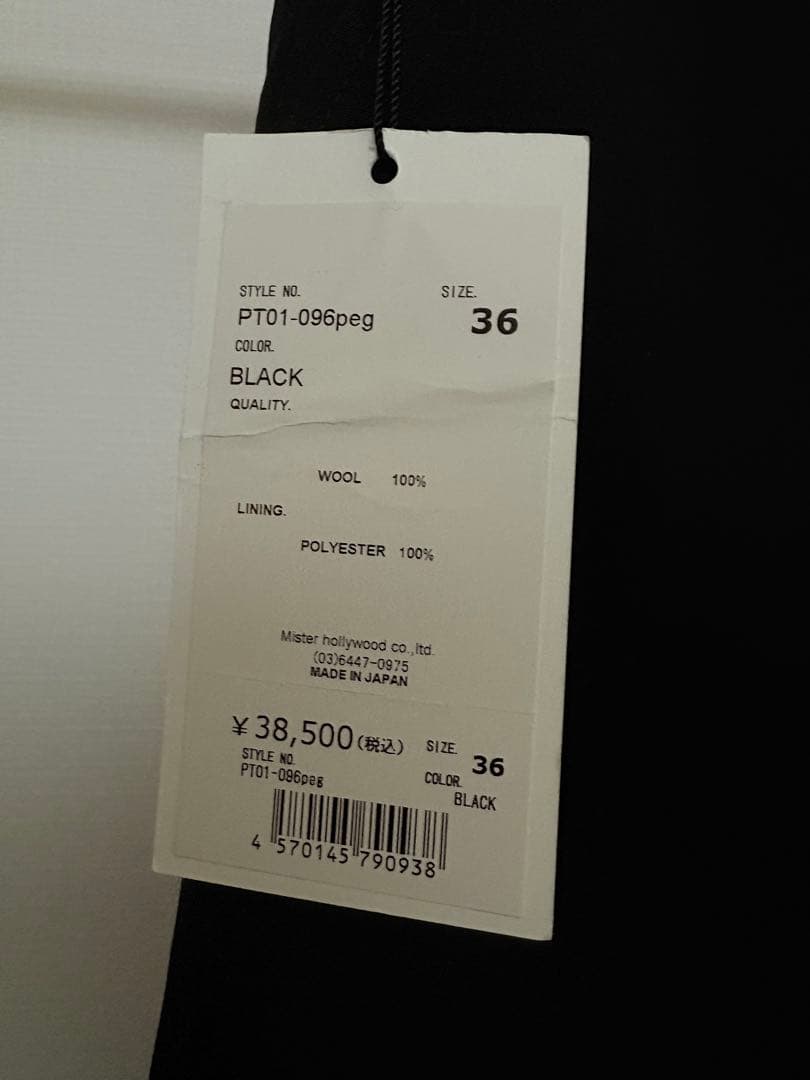 STYLE NO. SIZE.
PT01-096peg 36
COLOR.
BLACK
QUALITY.
WOOL 100%
LINING.
POLYESTER 100%
Mister hollywood co.,ltd.
(03)6447-0975
MADE IN JAPAN
¥38,500(税込) SIZE. 36
STYLE NO.
PT01-096peg COLOR.
BLACK
4 570145 790938